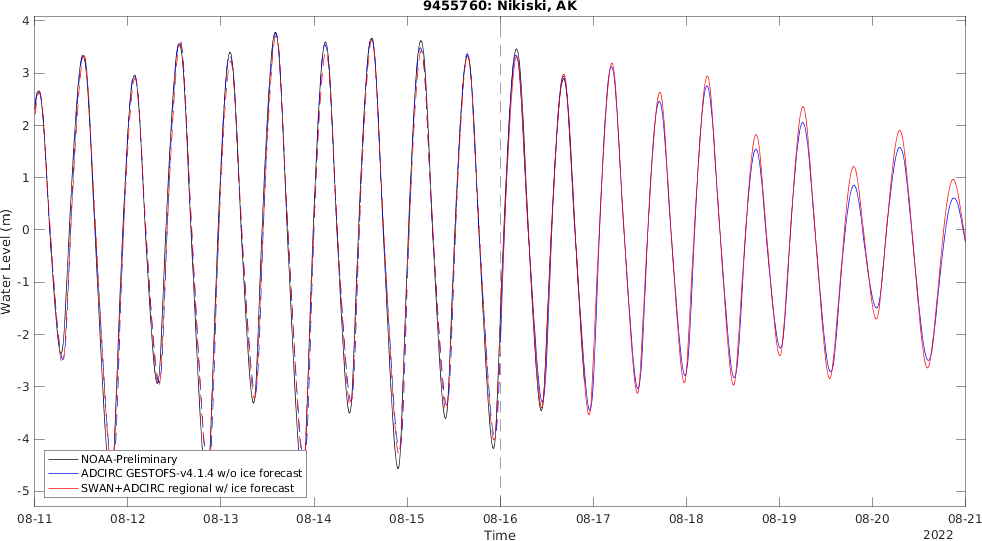 9455760: Nikiski, AK
Water Level (m)
4
3
2
1
0
-1
-2
-3
-4
-5
NOAA-Preliminary
ADCIRC GESTOFS-v4.1.4 w/o ice forecast
SWAN+ADCIRC regional w/ ice forecast
08-11 08-12 08-13 08-14 08-15 08-16 08-17 08-18 08-19 08-20 08-21
Time
2022